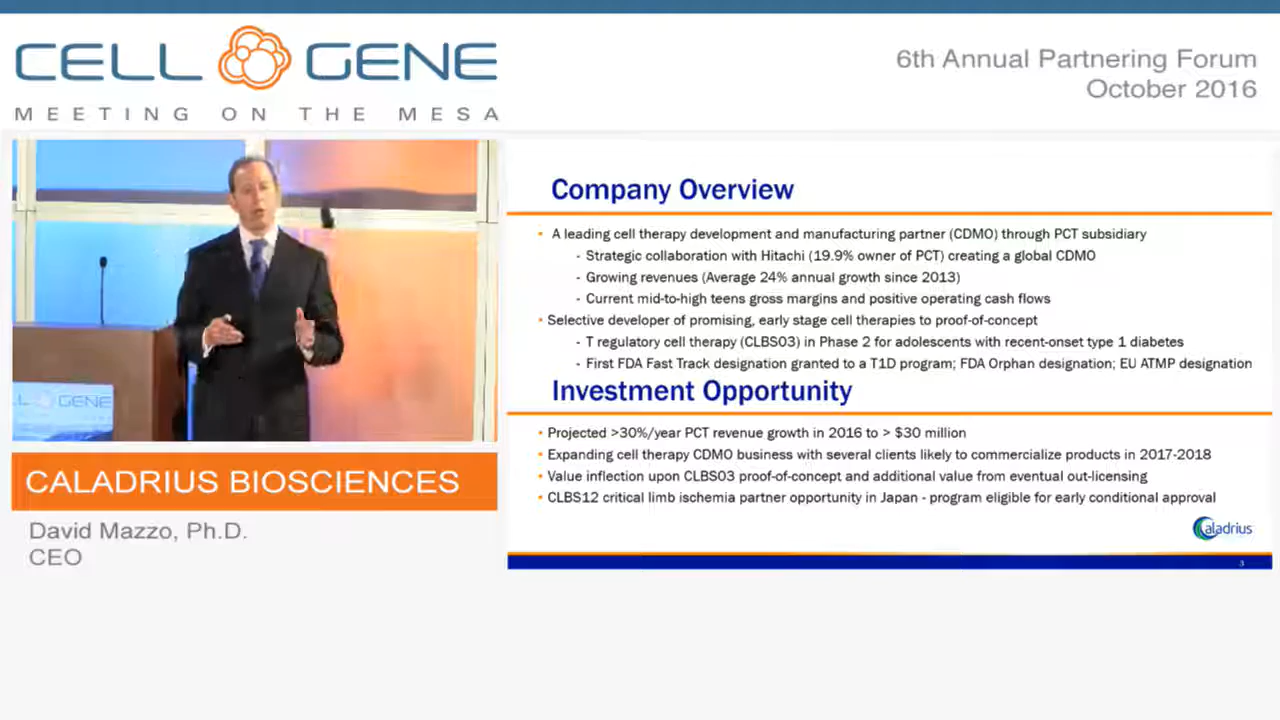 CELL GENE
MEETING ON THE MESA
6th Annual Partnering Forum
October 2016
LL GENE
CALADRIUS BIOSCIENCES
David Mazzo, Ph.D.
CEO
Company Overview
• A leading cell therapy development and manufacturing partner (CDMO) through PCT subsidiary
- Strategic collaboration with Hitachi (19.9% owner of PCT) creating a global CDMO
- Growing revenues (Average 24% annual growth since 2013)
- Current mid-to-high teens gross margins and positive operating cash flows
• Selective developer of promising, early stage cell therapies to proof-of-concept
- T regulatory cell therapy (CLBS03) in Phase 2 for adolescents with recent-onset type 1 diabetes
- First FDA Fast Track designation granted to a T1D program; FDA Orphan designation; EU ATMP designation
Investment Opportunity
• Projected >30%/year PCT revenue growth in 2016 to > $30 million
• Expanding cell therapy CDMO business with several clients likely to commercialize products in 2017-2018
• Value inflection upon CLBS03 proof-of-concept and additional value from eventual out-licensing
• CLBS12 critical limb ischemia partner opportunity in Japan - program eligible for early conditional approval
Caladrius
3